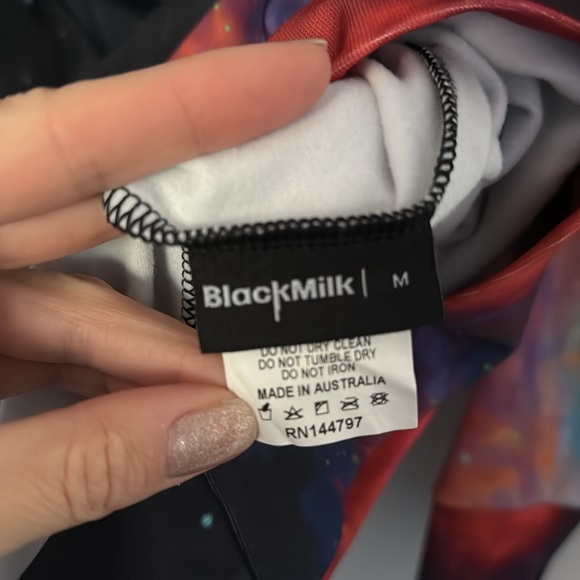 BlackMilk | M
DO NOT DRY CLEAN
DO NOT TUMBLE DRY
DO NOT IRON
MADE IN AUSTRALIA
RN144797